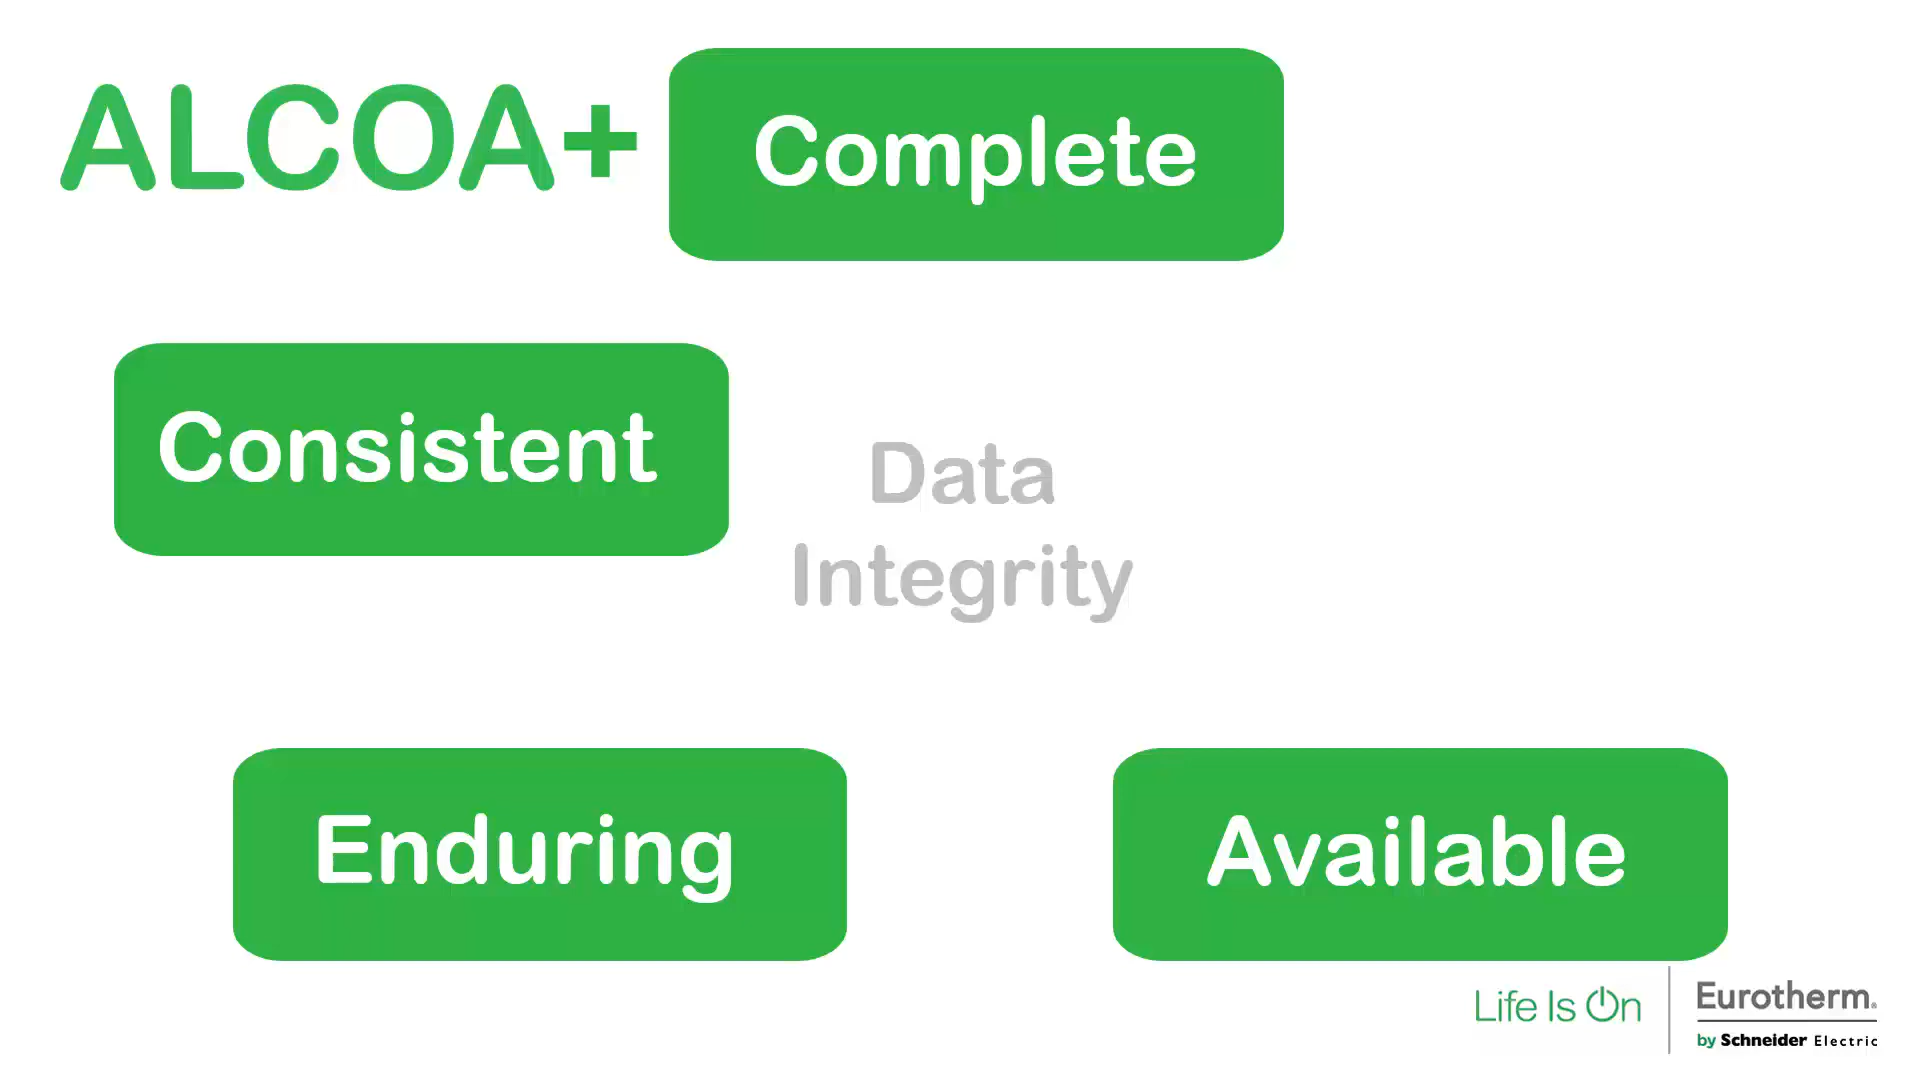 ALCOA+
Complete
Consistent
Data
Integrity
Enduring
Available
Life Is On
Eurotherm®
by Schneider Electric